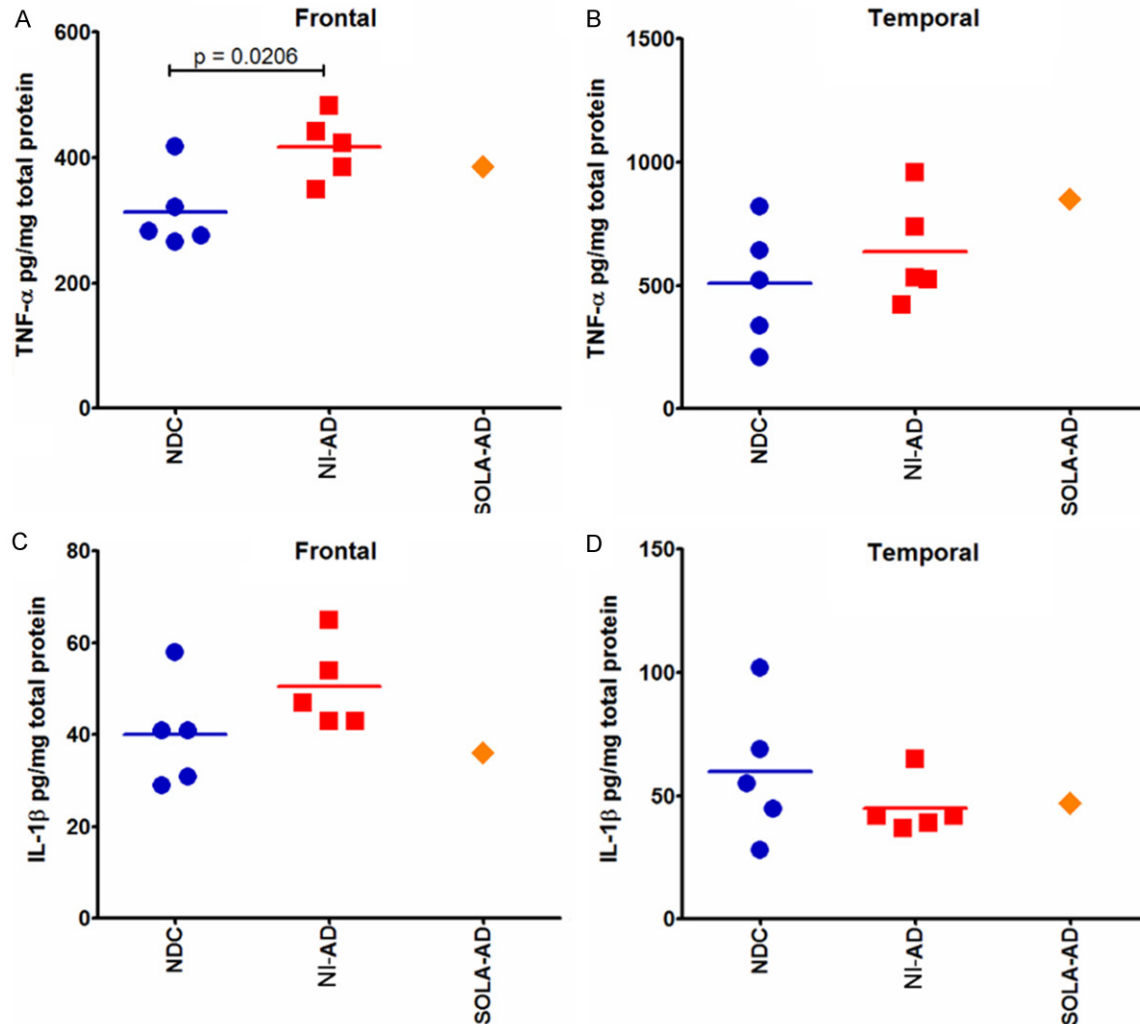 A
Frontal
600
400
200
0
p = 0.0206
TNF-α pg/mg total protein
NDC
NI-AD
SOLA-AD
B
Temporal
1500
1000
500
0
TNF-α pg/mg total protein
NDC
NI-AD
SOLA-AD
C
Frontal
80
60
40
20
0
IL-1β pg/mg total protein
NDC
NI-AD
SOLA-AD
D
Temporal
150
100
50
0
IL-1β pg/mg total protein
NDC
NI-AD
SOLA-AD